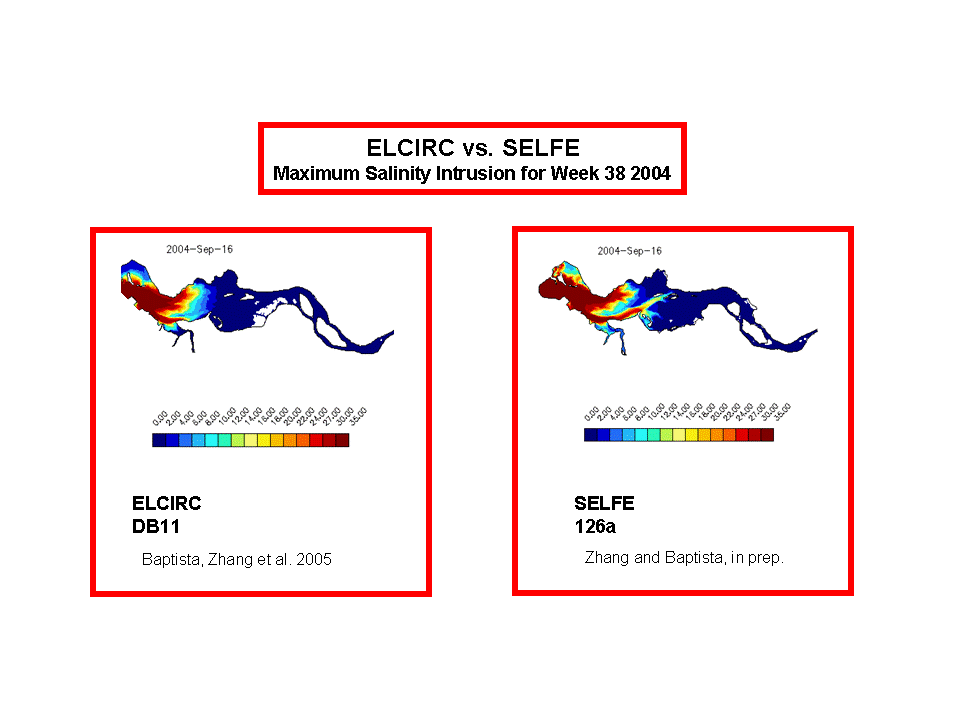 ELCIRC vs. SELFE
Maximum Salinity Intrusion for Week 38 2004
2004-Sep-16
0.00 2.00 4.00 6.00 8.00 10.00 12.00 14.00 16.00 18.00 20.00 22.00 24.00 27.00 30.00 35.00
ELCIRC
DB11
Baptista, Zhang et al. 2005
2004-Sep-16
0.00 2.00 4.00 6.00 8.00 10.00 12.00 14.00 16.00 18.00 20.00 22.00 24.00 27.00 30.00 35.00
SELFE
126a
Zhang and Baptista, in prep.